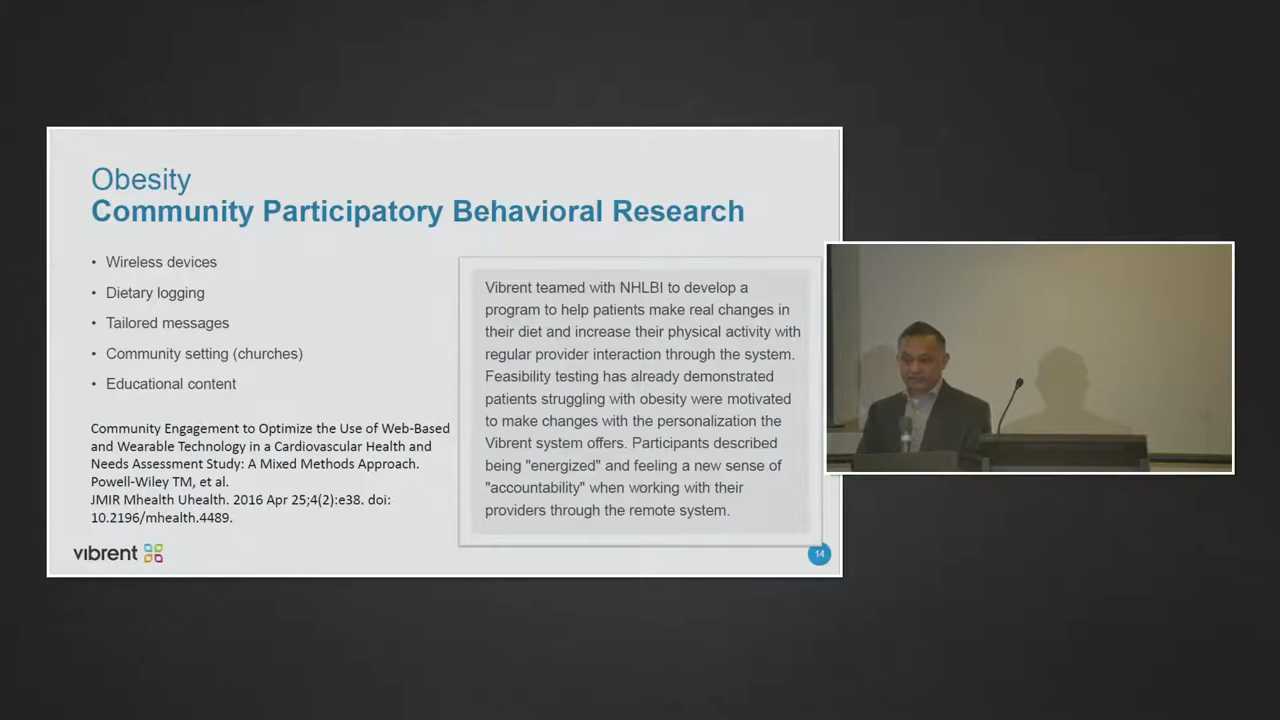 Obesity
Community Participatory Behavioral Research
• Wireless devices
• Dietary logging
• Tailored messages
• Community setting (churches)
• Educational content
Community Engagement to Optimize the Use of Web-Based
and Wearable Technology in a Cardiovascular Health and
Needs Assessment Study: A Mixed Methods Approach.
Powell-Wiley TM, et al.
JMIR Mhealth Uhealth. 2016 Apr 25;4(2):e38. doi:
10.2196/mhealth.4489.
Vibrent teamed with NHLBI to develop a
program to help patients make real changes in
their diet and increase their physical activity with
regular provider interaction through the system.
Feasibility testing has already demonstrated
patients struggling with obesity were motivated
to make changes with the personalization the
Vibrent system offers. Participants described
being "energized" and feeling a new sense of
"accountability" when working with their
providers through the remote system.
vibrent
14